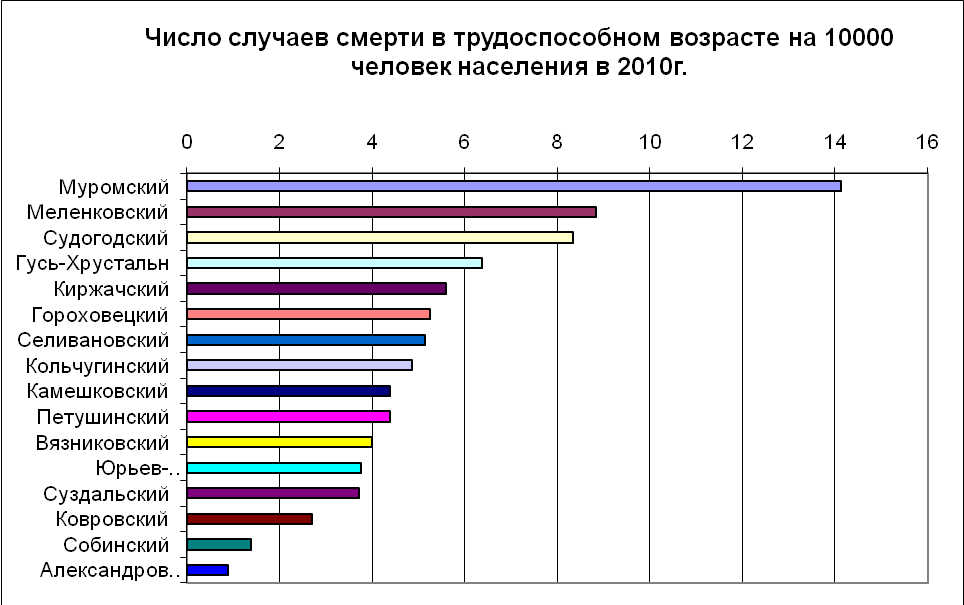 Число случаев смерти в трудоспособном возрасте на 10000
человек населения в 2010г.
0 2 4 6 8 10 12 14 16
Муромский
Меленковский
Судогодский
Гусь-Хрустальн
Киржачский
Гороховецкий
Селивановский
Кольчугинский
Камешковский
Петушинский
Вязниковский
Юрьев-..
Суздальский
Ковровский
Собинский
Александров..